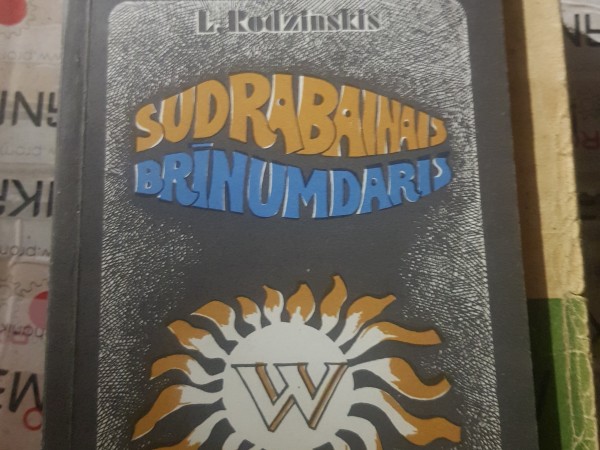 L. Rodzinskis
SUDRABAINAIS
BRĪNUMDARIS
W